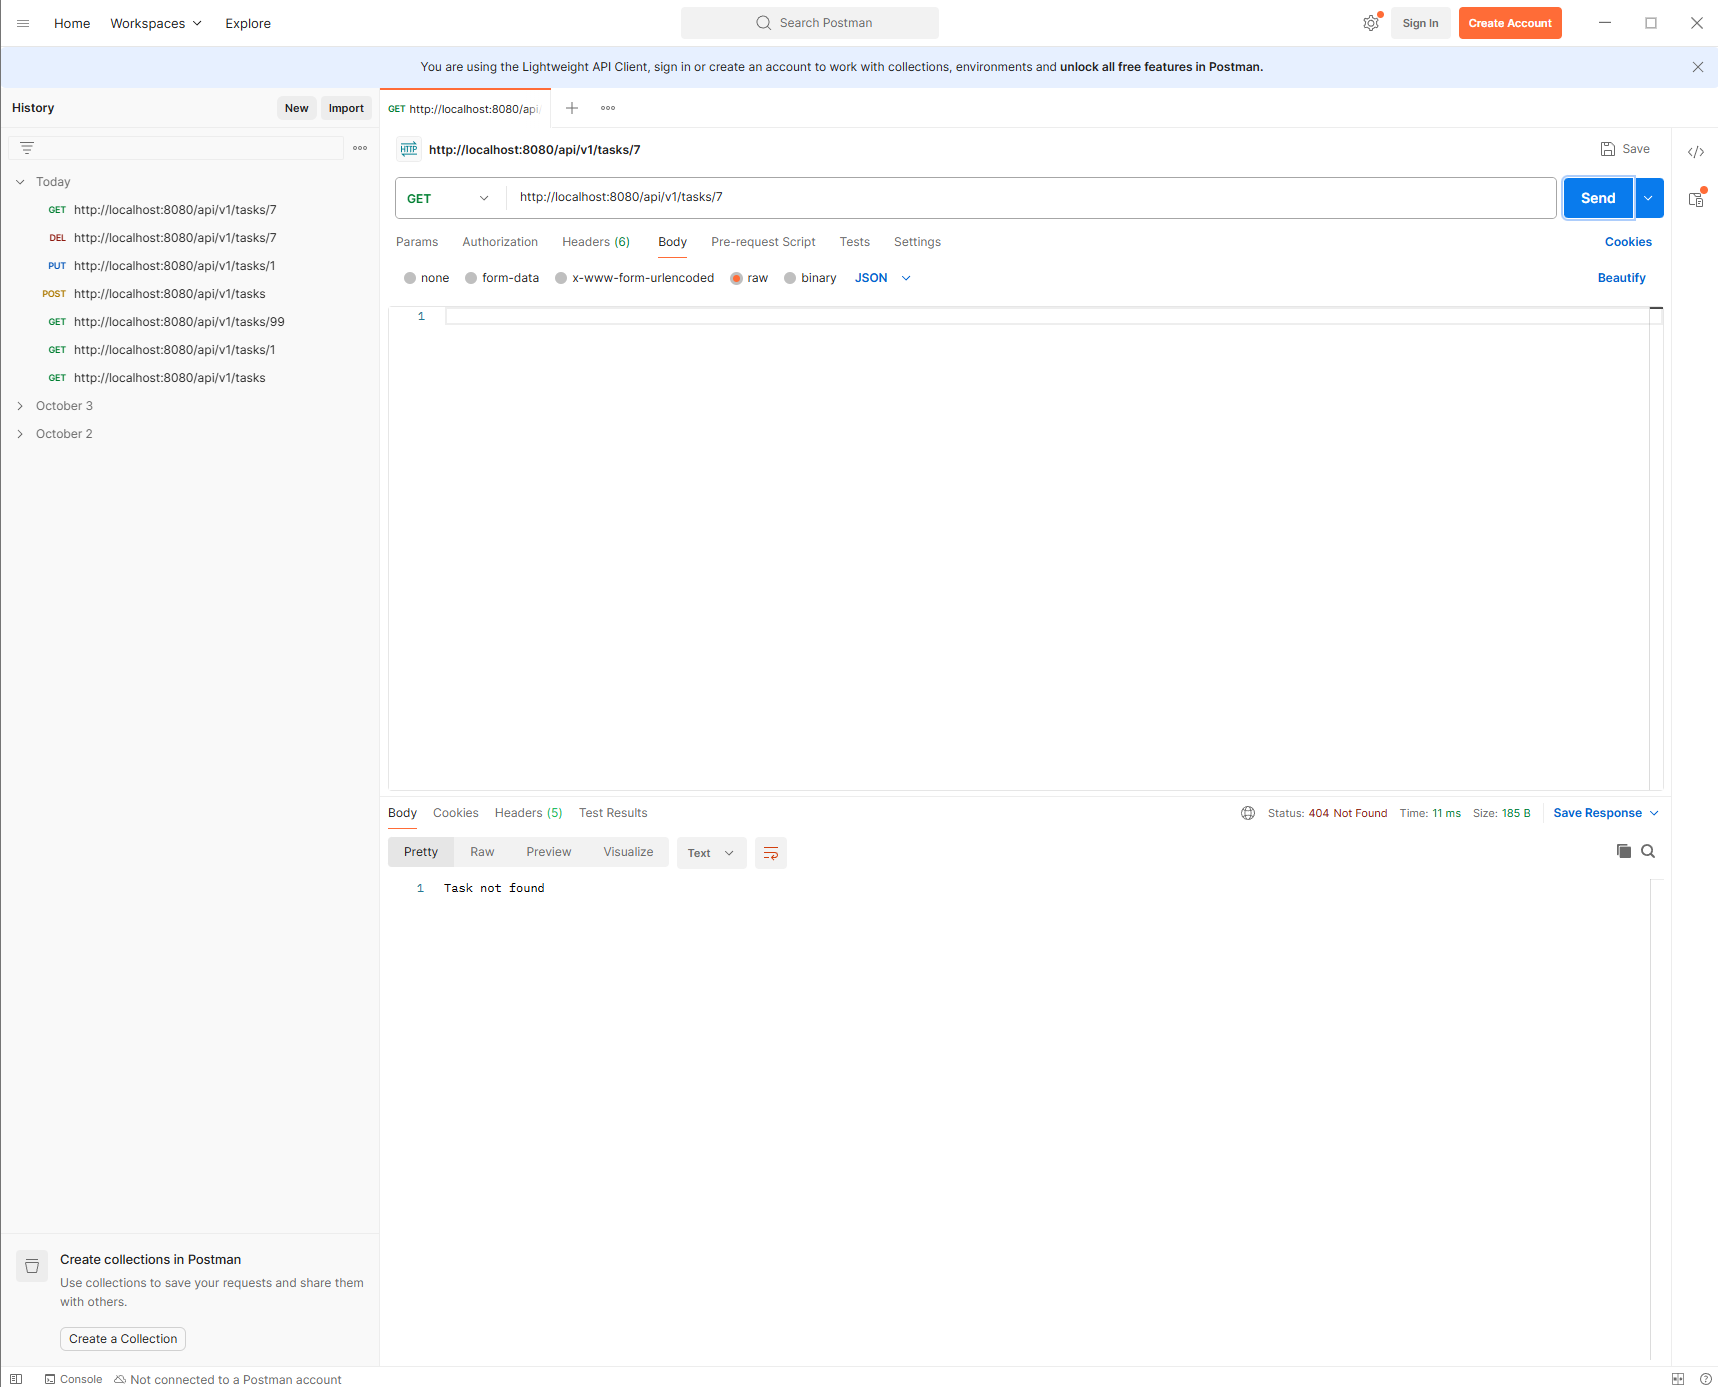 Home Workspaces Explore Search Postman Sign In Create Account
You are using the Lightweight API Client, sign in or create an account to work with collections, environments and unlock all free features in Postman.
History New Import
GET http://localhost:8080/api/
HTTP http://localhost:8080/api/v1/tasks/7 Save
Today
GET http://localhost:8080/api/v1/tasks/7
DEL http://localhost:8080/api/v1/tasks/7
PUT http://localhost:8080/api/v1/tasks/1
POST http://localhost:8080/api/v1/tasks
GET http://localhost:8080/api/v1/tasks/99
GET http://localhost:8080/api/v1/tasks/1
GET http://localhost:8080/api/v1/tasks
October 3
October 2
GET http://localhost:8080/api/v1/tasks/7 Send
Params Authorization Headers (6) Body Pre-request Script Tests Settings Cookies
none form-data x-www-form-urlencoded raw binary JSON Beautify
1
Body Cookies Headers (5) Test Results Status: 404 Not Found Time: 11 ms Size: 185 B Save Response
Pretty Raw Preview Visualize Text
1 Task not found
Create collections in Postman
Use collections to save your requests and share them
with others.
Create a Collection
Console Not connected to a Postman account